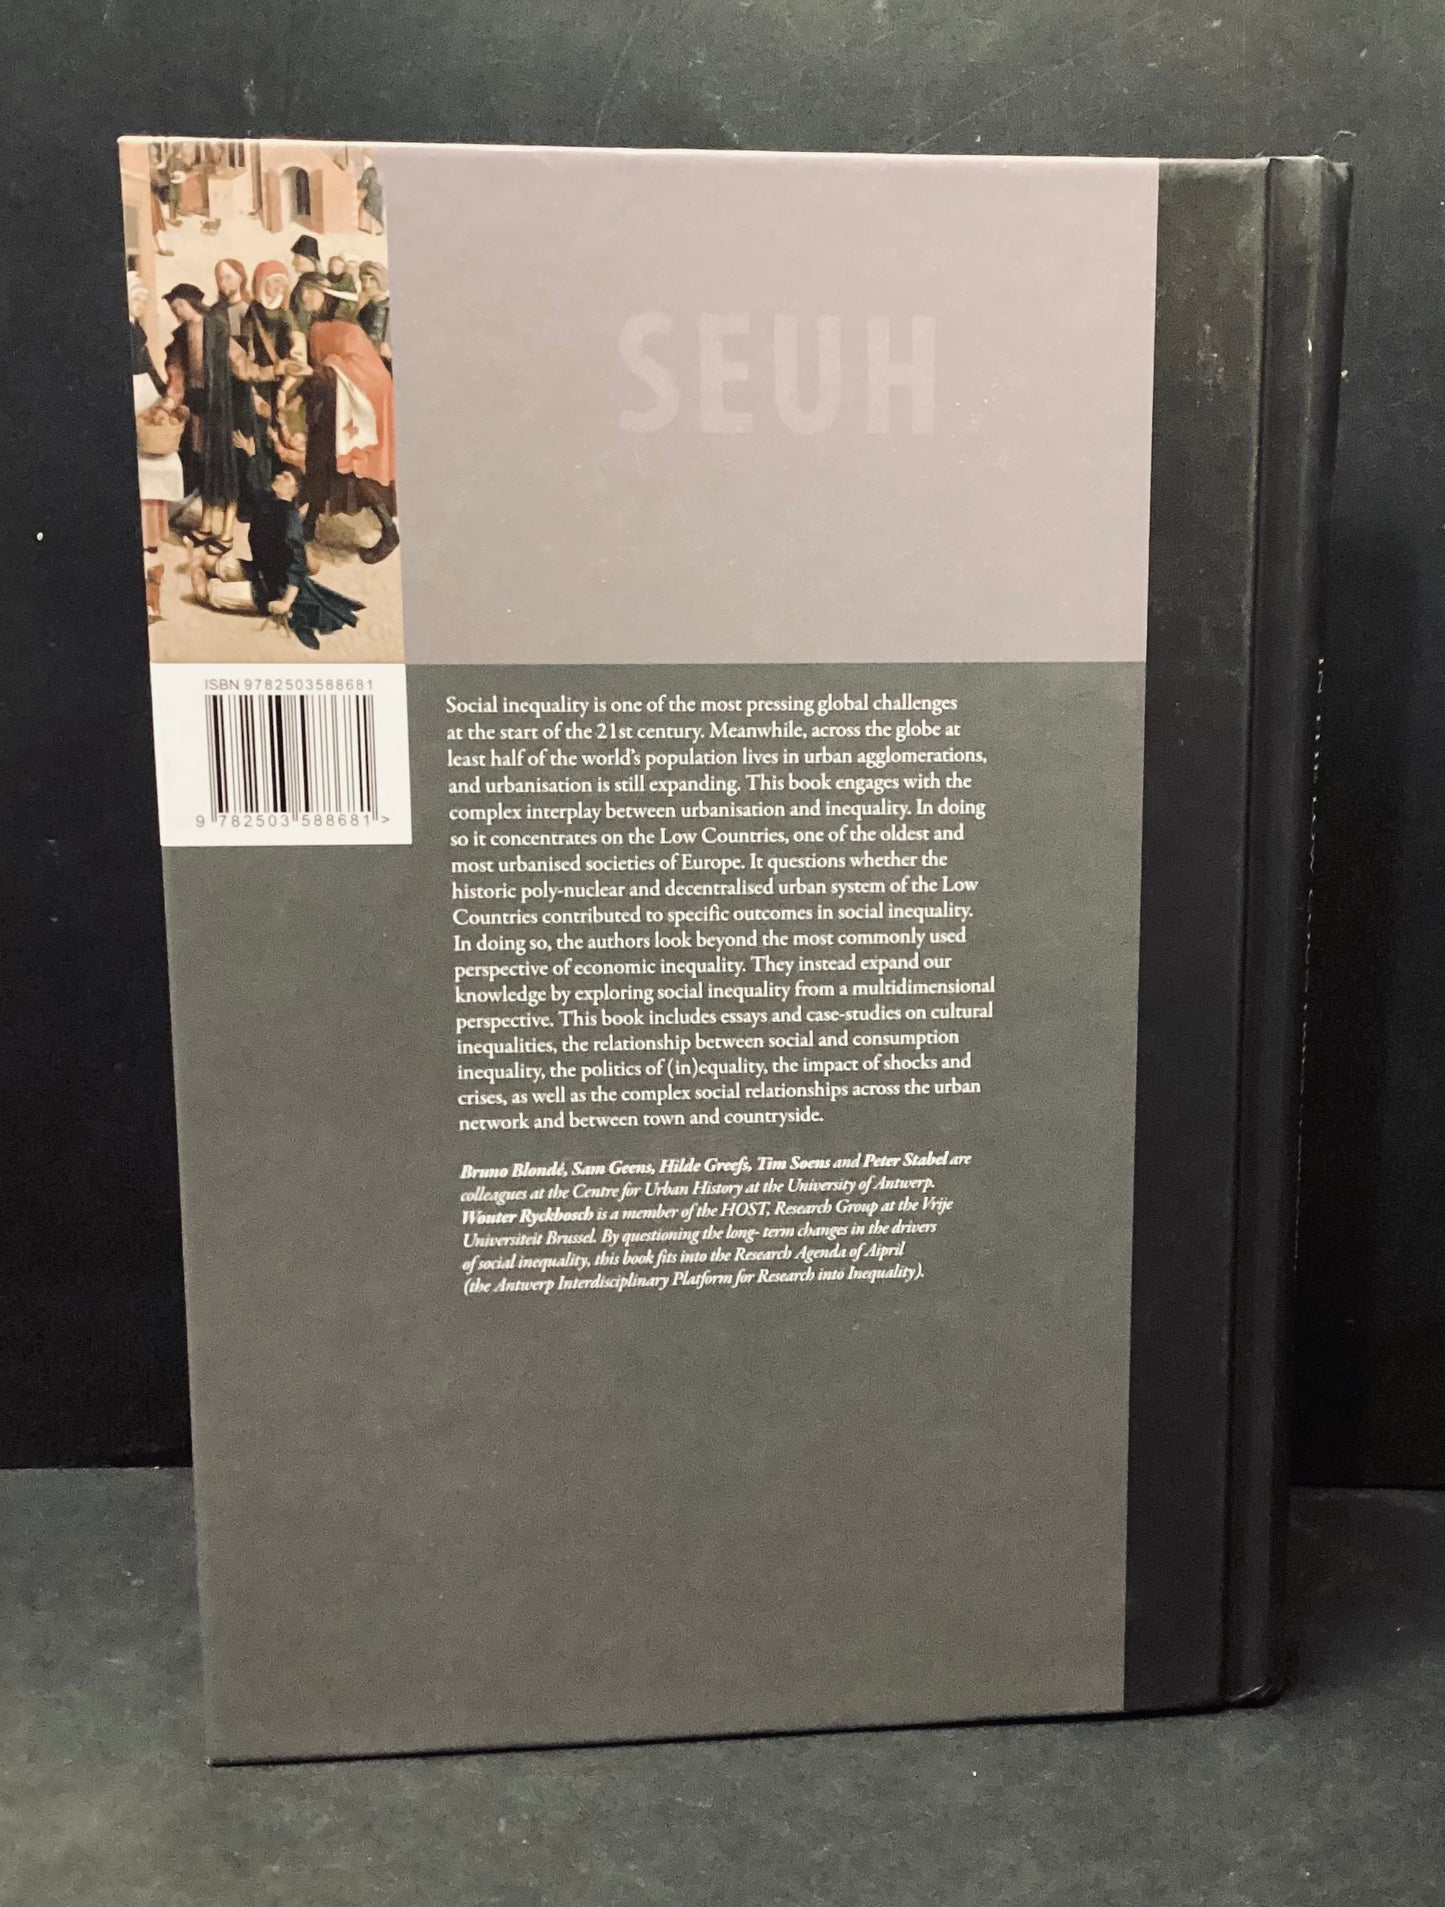 SEUH
ISBN 9782503588681
9 782503 588681 >
Social inequality is one of the most pressing global challenges
at the start of the 21st century. Meanwhile, across the globe at
least half of the world's population lives in urban agglomerations,
and urbanisation is still expanding. This book engages with the
complex interplay between urbanisation and inequality. In doing
so it concentrates on the Low Countries, one of the oldest and
most urbanised societies of Europe. It questions whether the
historic poly-nuclear and decentralised urban system of the Low
Countries contributed to specific outcomes in social inequality.
In doing so, the authors look beyond the most commonly used
perspective of economic inequality. They instead expand our
knowledge by exploring social inequality from a multidimensional
perspective. This book includes essays and case-studies on cultural
inequalities, the relationship between social and consumption
inequality, the politics of (in)equality, the impact of shocks and
crises, as well as the complex social relationships across the urban
network and between town and countryside.
Bruno Blondé, Sam Geens, Hilde Greefs, Tim Soens and Peter Stabel are
colleagues at the Centre for Urban History at the University of Antwerp.
Wouter Ryckbosch is a member of the HOST, Research Group at the Vrije
Universiteit Brussel. By questioning the long- term changes in the drivers
of social inequality, this book fits into the Research Agenda of Aipril
(the Antwerp Interdisciplinary Platform for Research into Inequality).